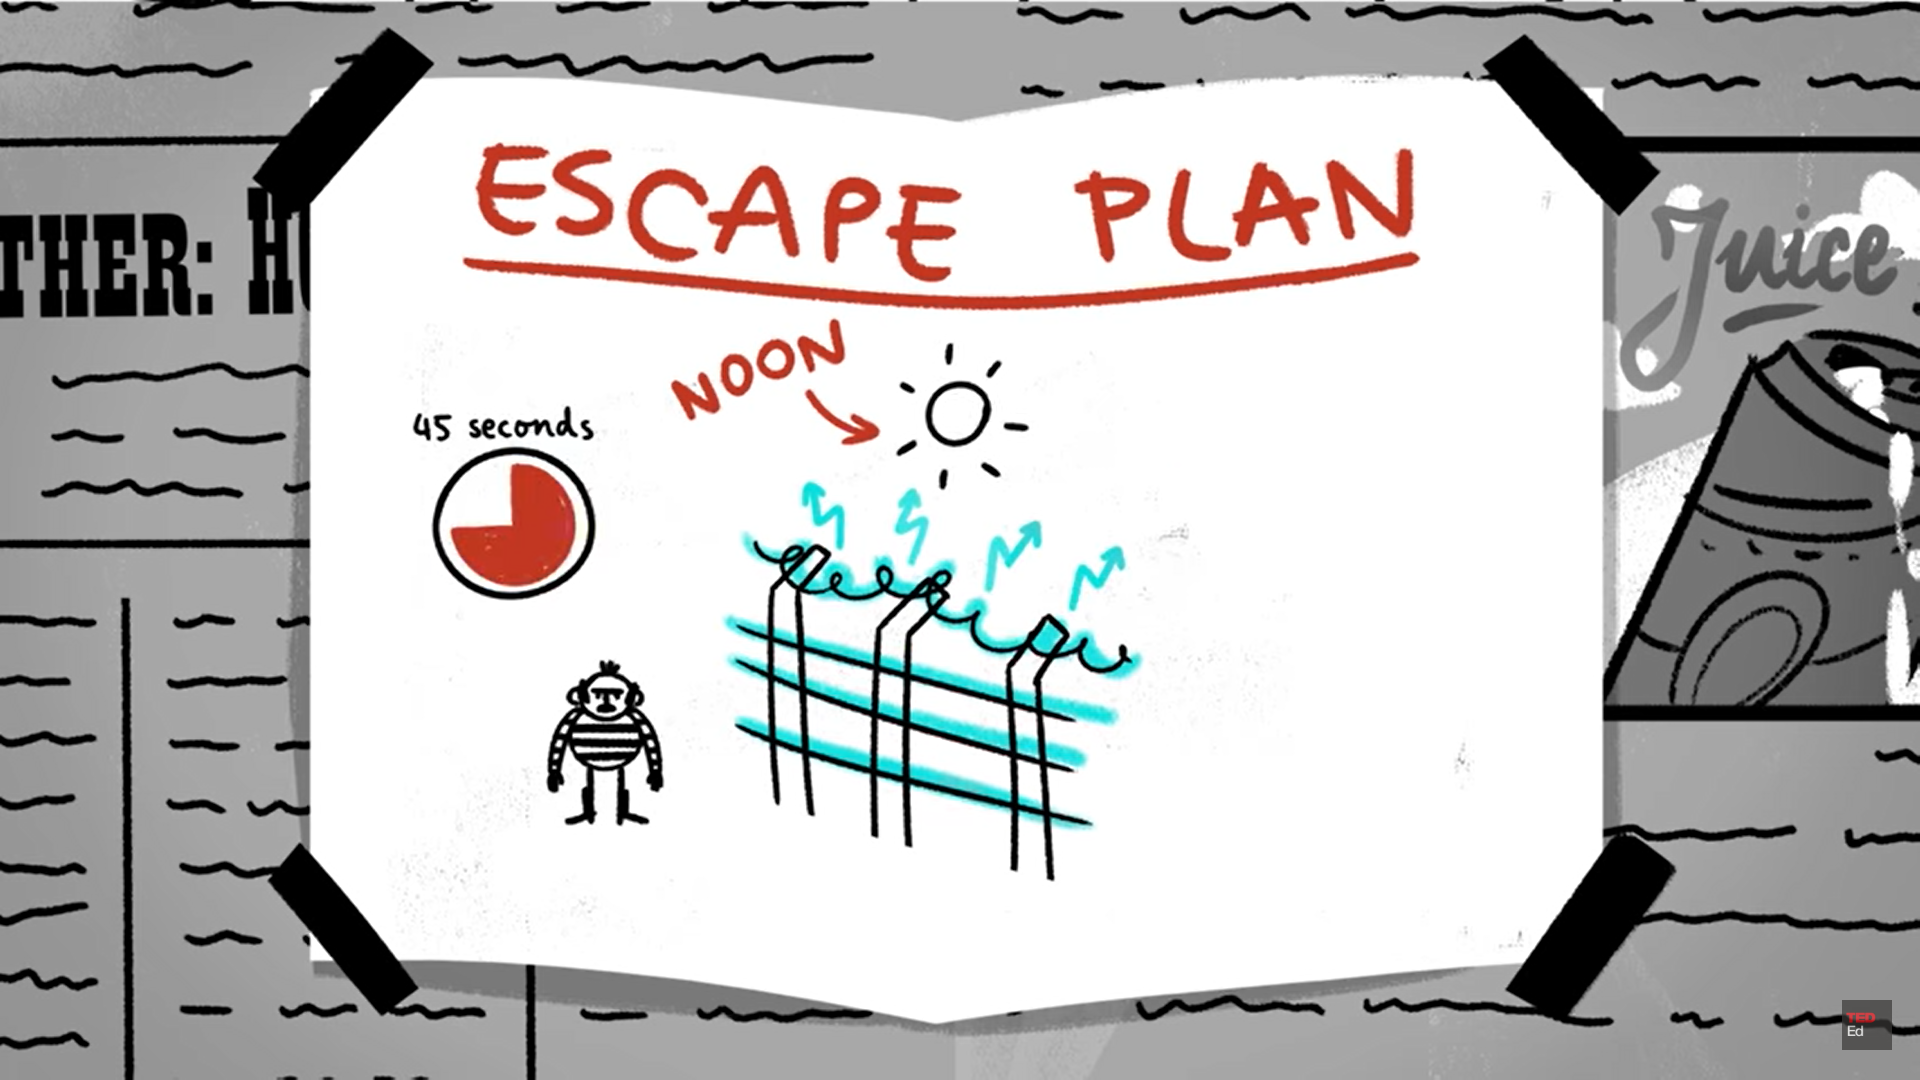 ESCAPE PLAN
THER: H
Juice
NOON
45 seconds
TED
Ed